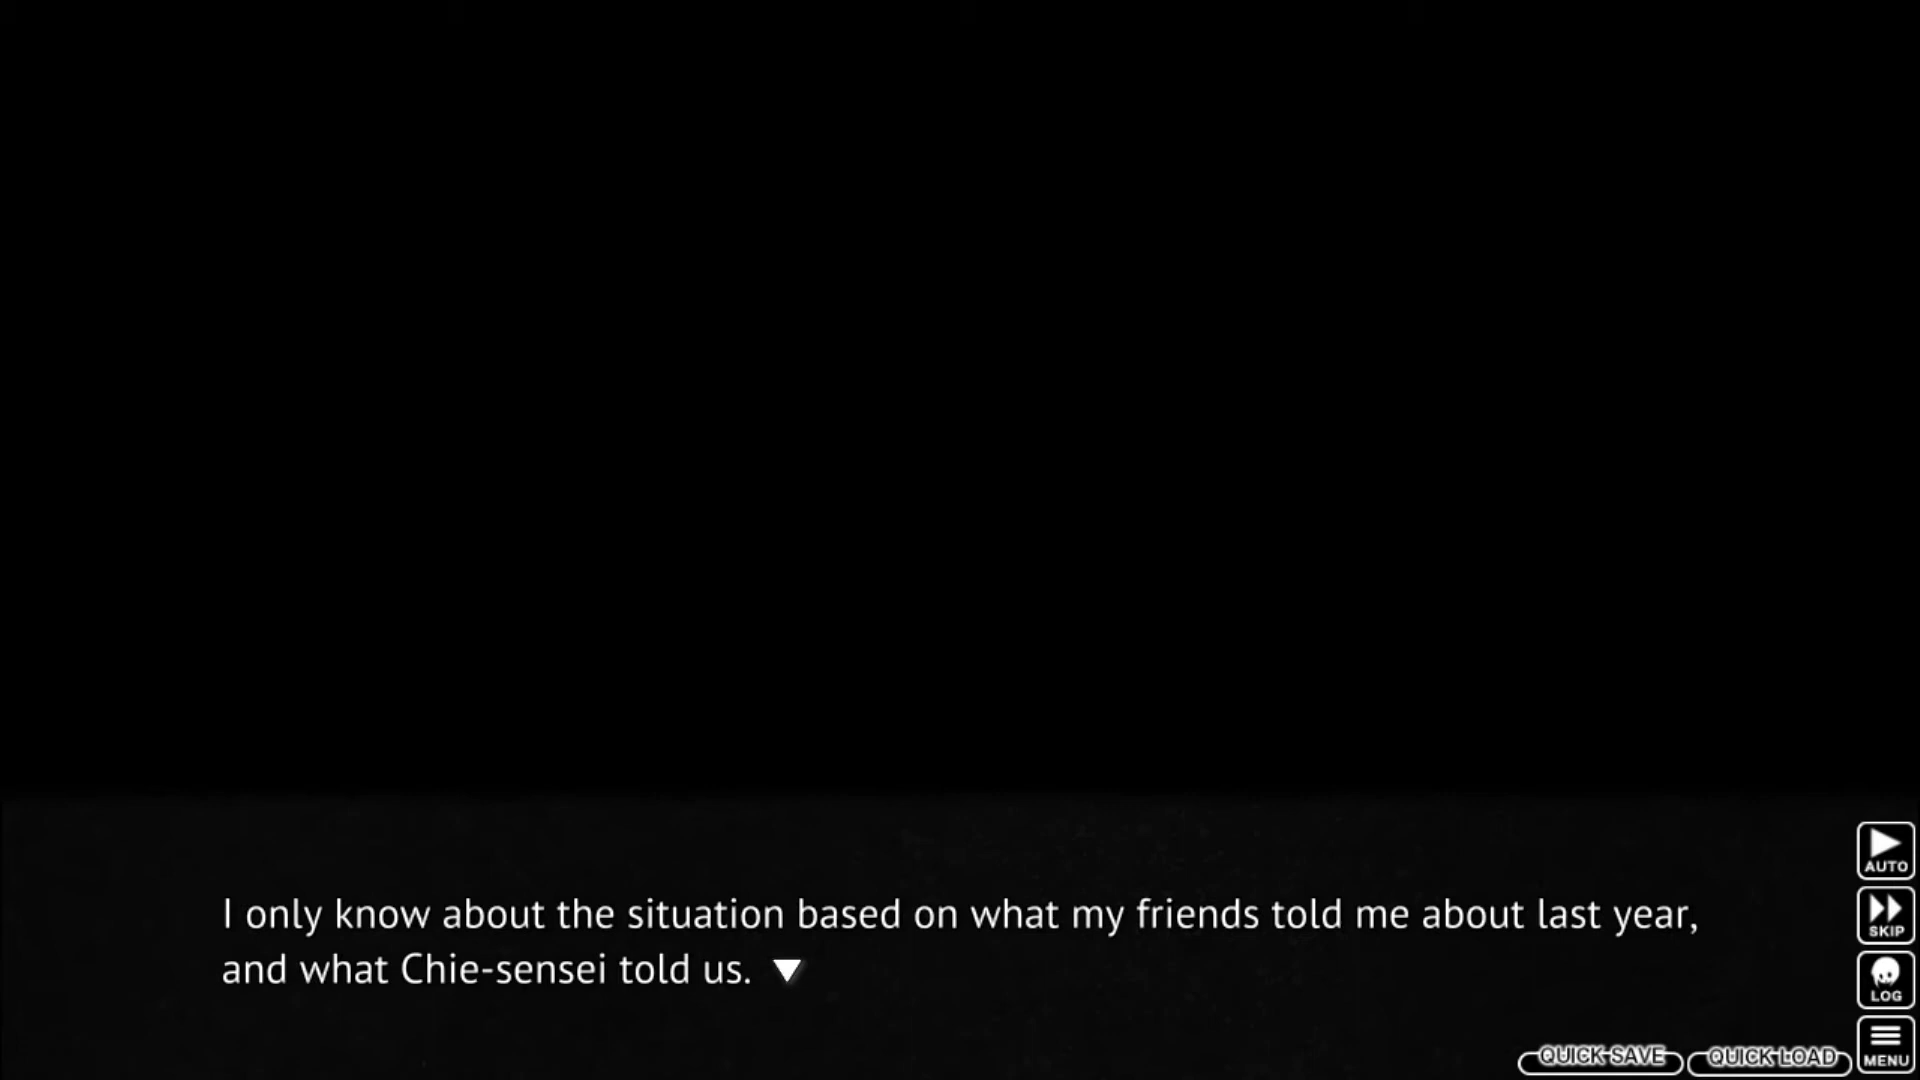 I only know about the situation based on what my friends told me about last year,
and what Chie-sensei told us.
AUTO
SKIP
LOG
MENU
QUICK SAVE
QUICK LOAD